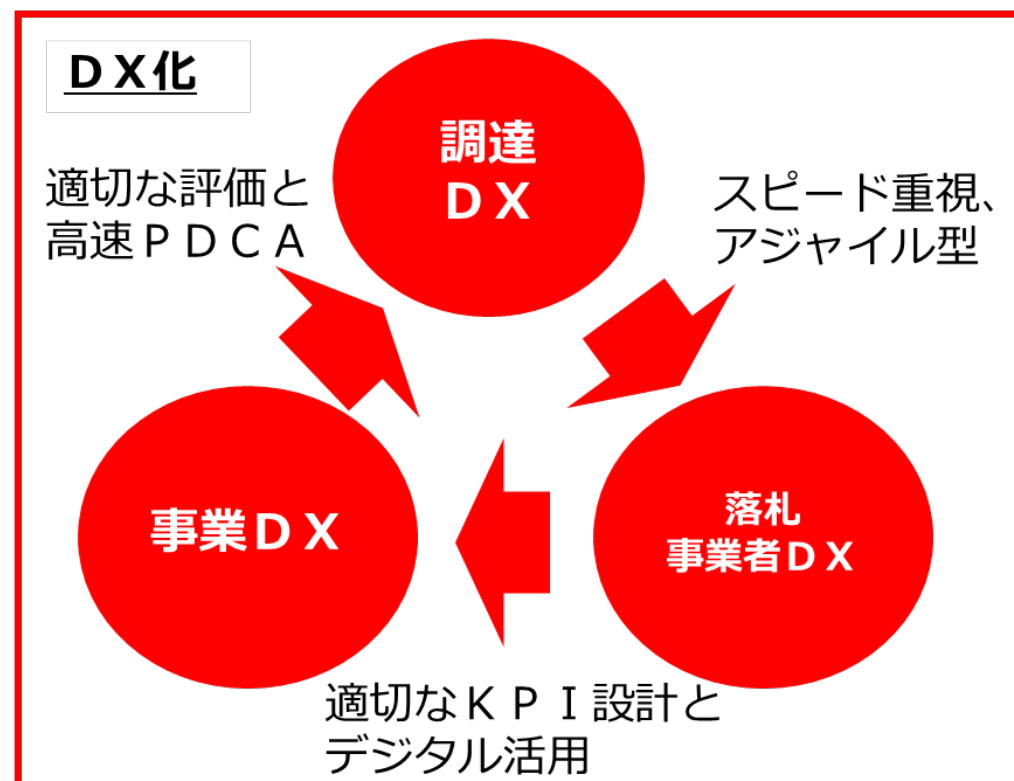 ＤＸ化
調達
ＤＸ
適切な評価と
高速ＰＤＣＡ
スピード重視、
アジャイル型
事業ＤＸ
落札
事業者ＤＸ
適切なＫＰＩ設計と
デジタル活用